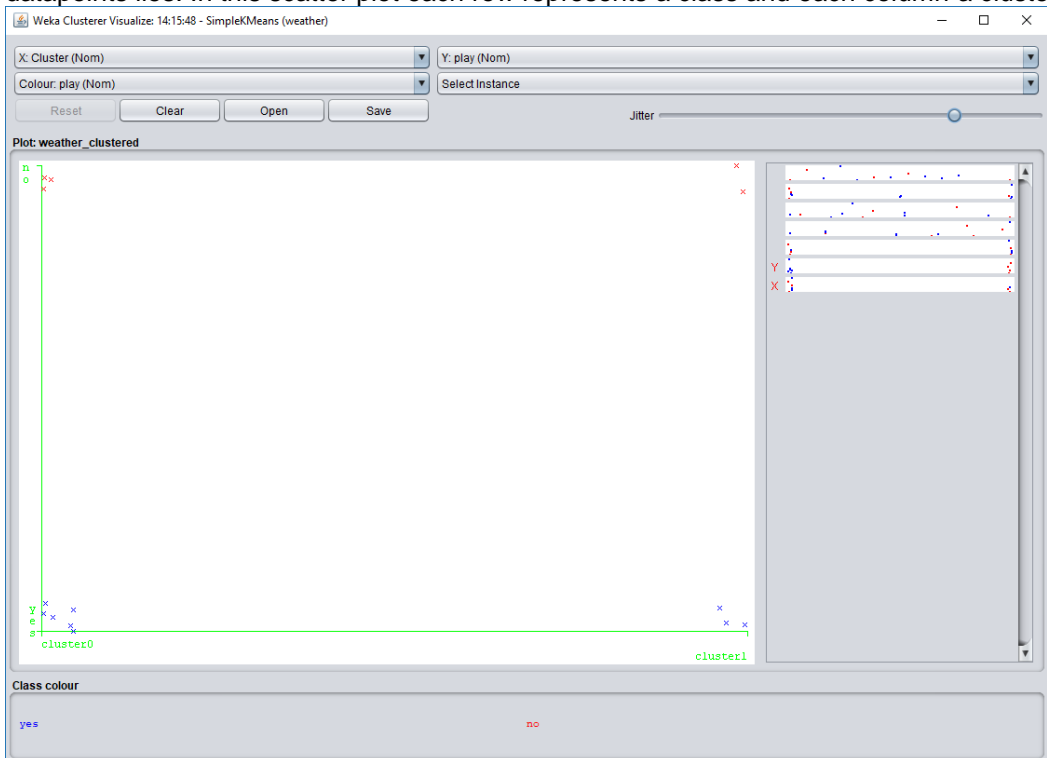 datapoints lies. In this scatter plot each row represents a class and each column a cluste
Weka Clusterer Visualize: 14:15:48 - SimpleKMeans (weather)
X: Cluster (Nom)
Y: play (Nom)
Colour: play (Nom)
Select Instance
Reset
Clear
Open
Save
Jitter
Plot: weather_clustered
no
yes
cluster0
cluster1
Y
X
Class colour
yes
no